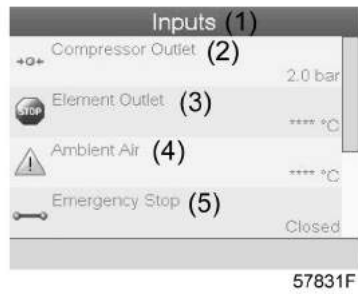 Inputs (1)
Compressor Outlet (2)
2.0 bar
STOP Element Outlet (3)
**** °C
Ambient Air (4)
**** °C
Emergency Stop (5)
Closed
57831F